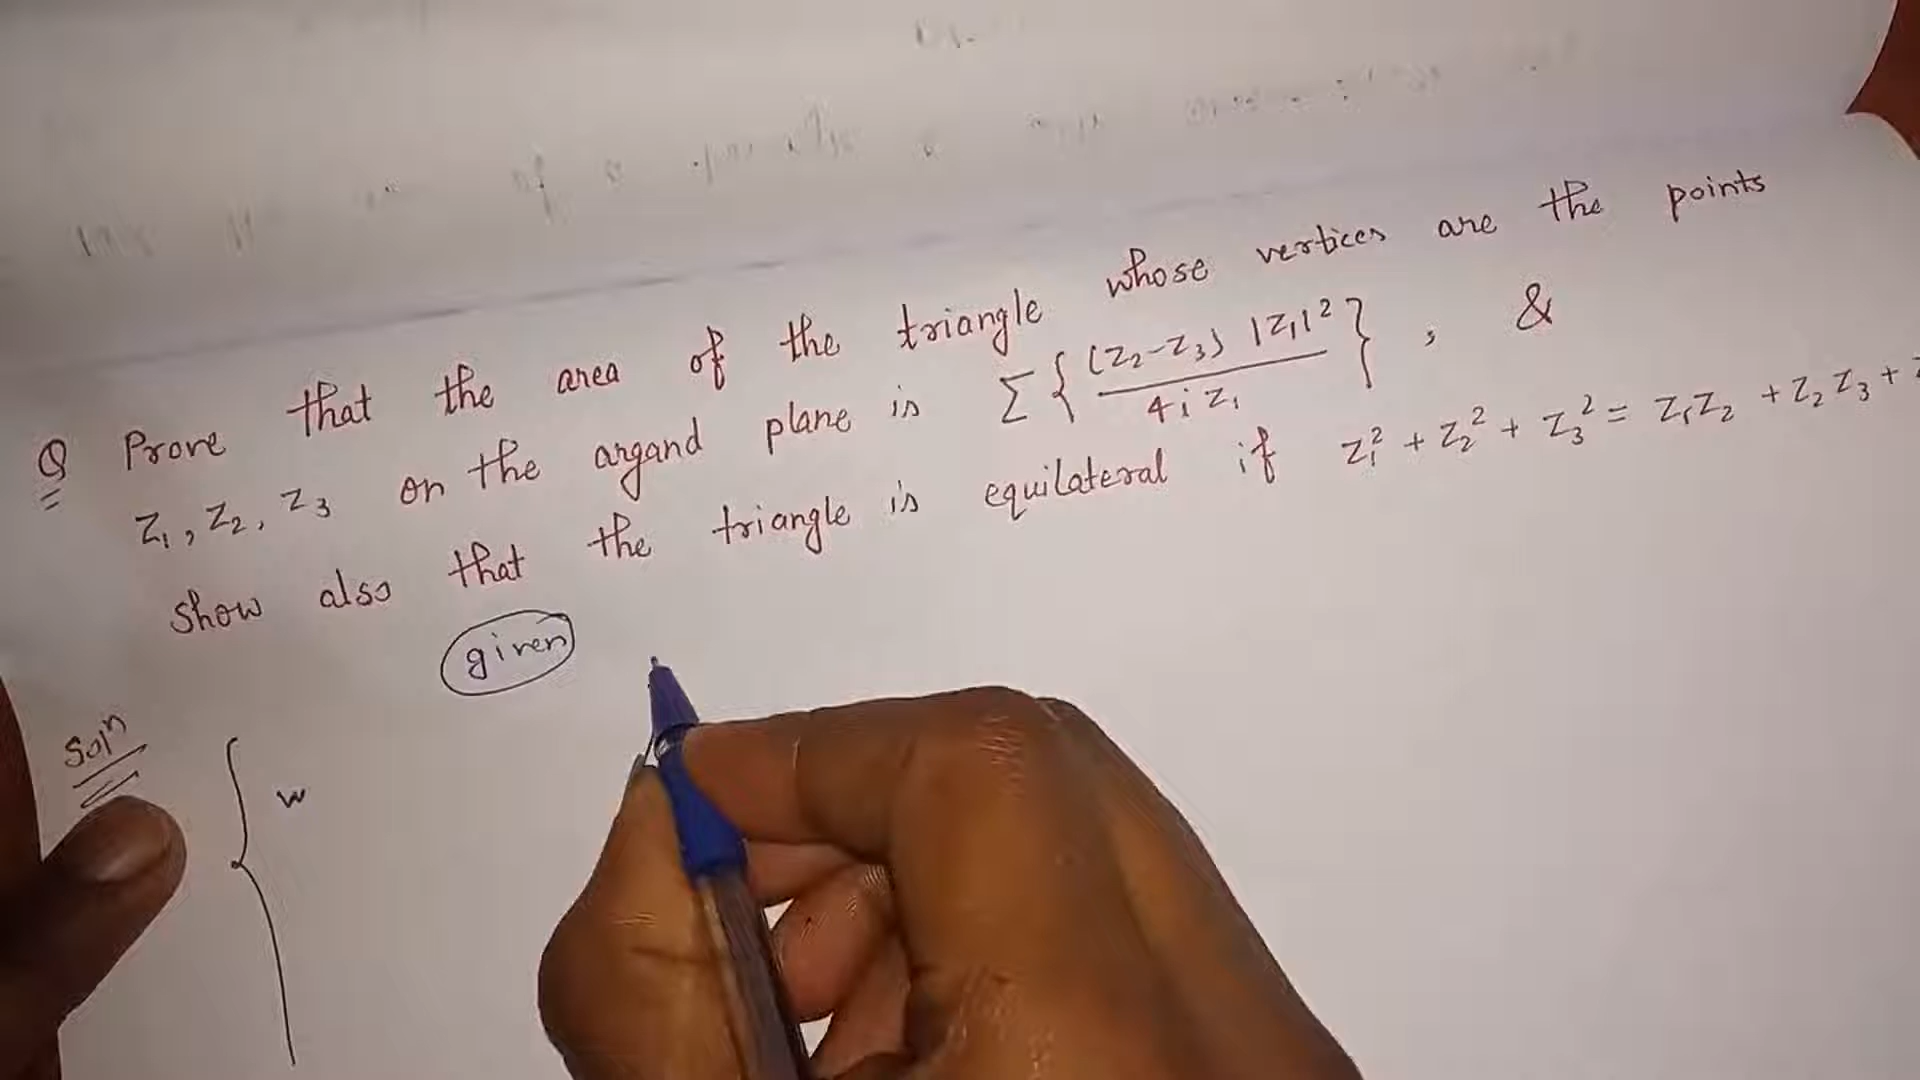 Q Prove that the area of the triangle whose vertices are the points
Z₁, Z₂, Z₃ on the argand plane is Σ{ (Z₂-Z₃) |Z₁|² / 4iZ₁ }, &
Show also that the triangle is equilateral if Z₁² + Z₂² + Z₃² = Z₁Z₂ + Z₂Z₃ +
given
Solⁿ
{ w